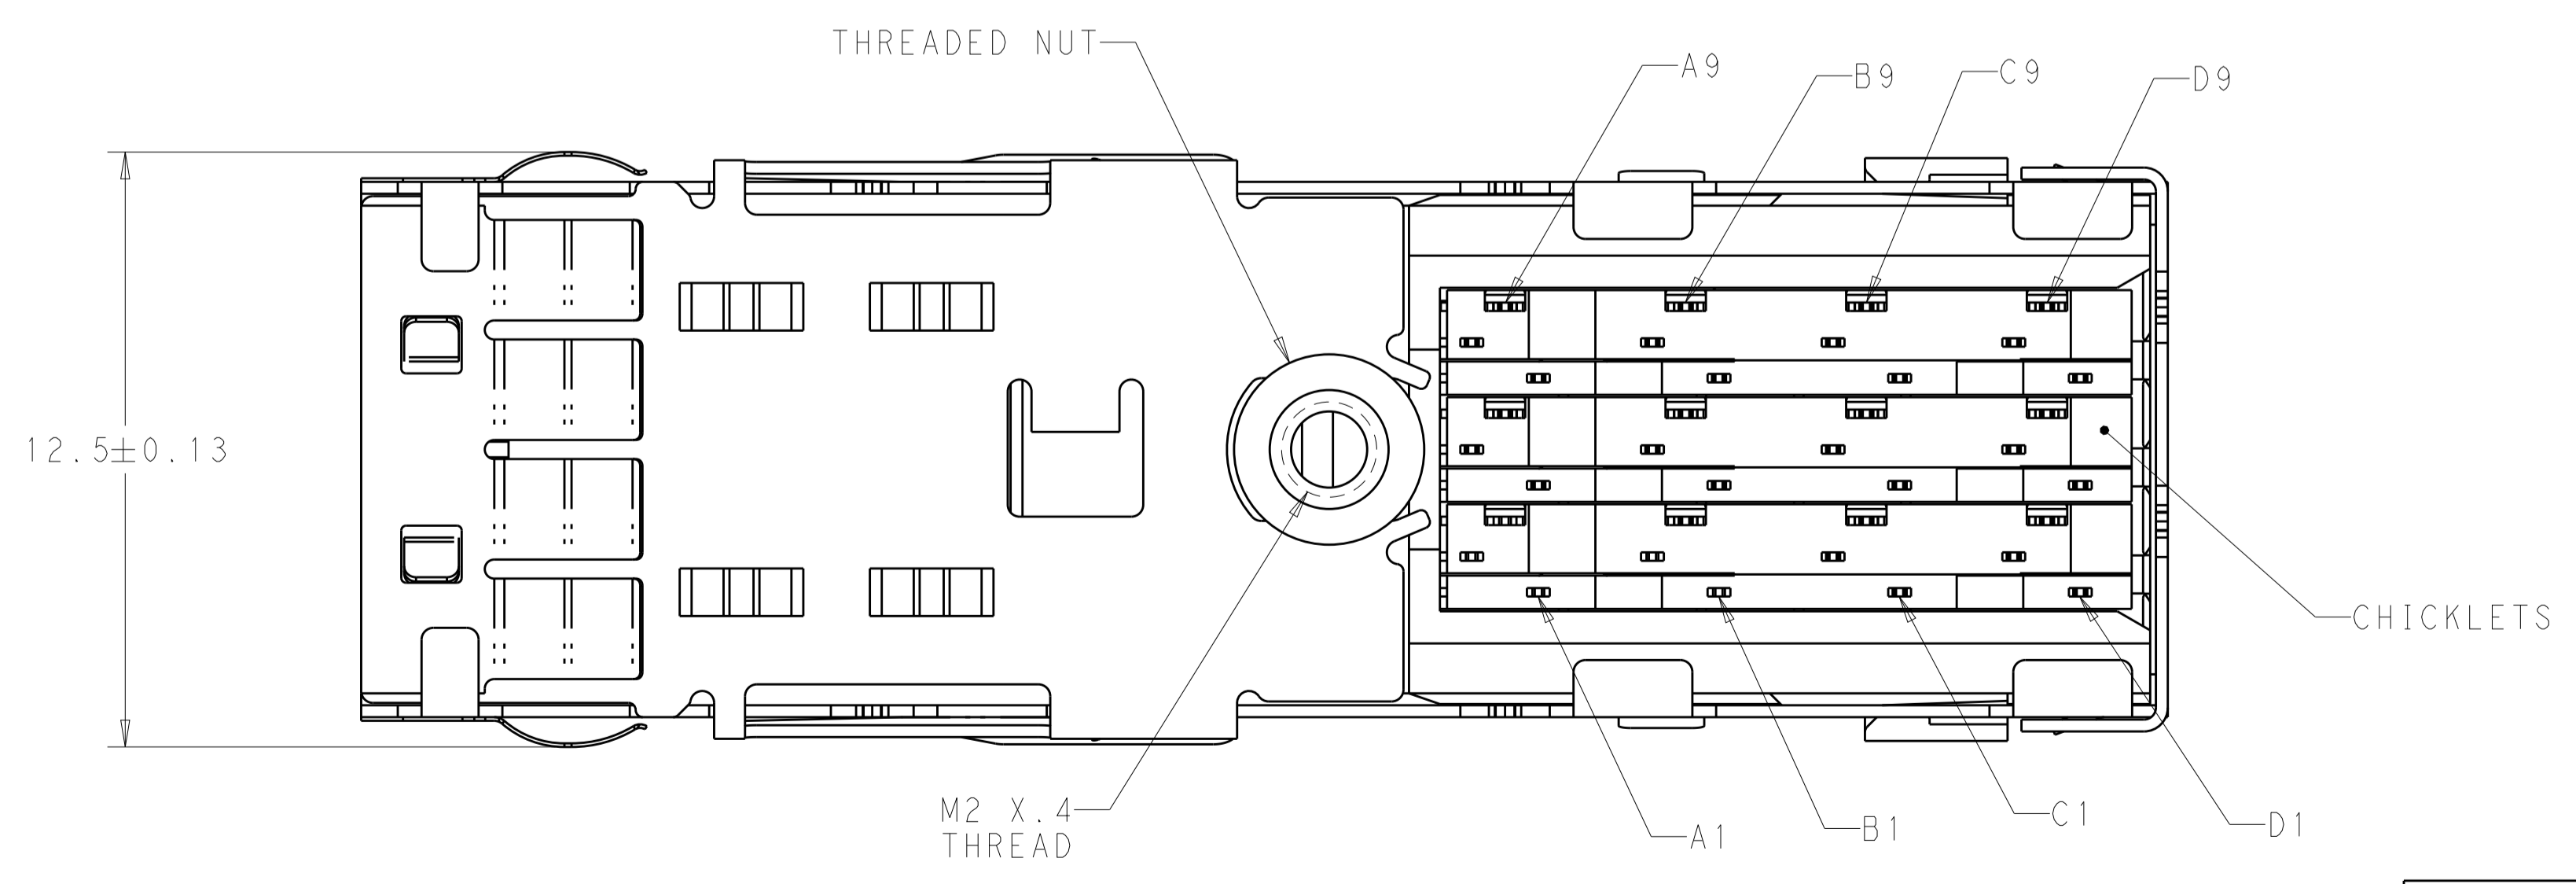 THREADED NUT
A9
B9
C9
D9
12.5±0.13
CHICKLETS
M2 X.4
THREAD
A1
B1
C1
D1